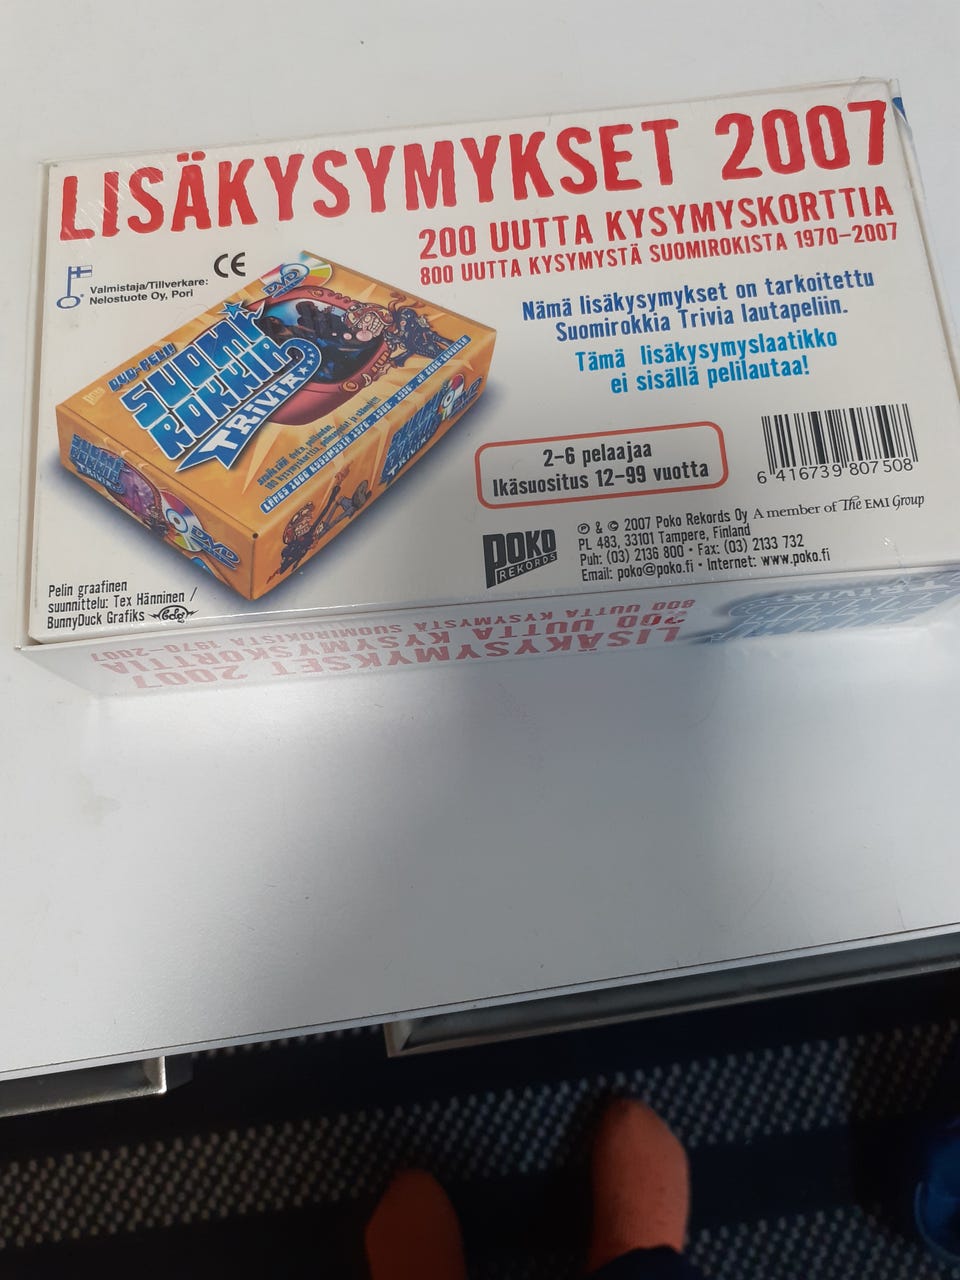 LISÄKYSYMYKSET 2007
200 UUTTA KYSYMYSKORTTIA
800 UUTTA KYSYMYSTÄ SUOMIROKISTA 1970–2007
Valmistaja/Tillverkare:
Nelostuote Oy, Pori
CE
Nämä lisäkysymykset on tarkoitettu
Suomirokkia Trivia lautapeliin.
Tämä lisäkysymyslaatikko
ei sisällä pelilautaa!
DVD-PELI!
SUOMI
ROKKIA
TRIVIA
DVD
2–6 pelaajaa
Ikäsuositus 12–99 vuotta
6 416739 807508
POKO
REKORDS
℗ & © 2007 Poko Rekords Oy A member of The EMI Group
PL 483, 33101 Tampere, Finland
Puh: (03) 2136 800 • Fax: (03) 2133 732
Email: poko@poko.fi • Internet: www.poko.fi
Pelin graafinen
suunnittelu: Tex Hänninen /
BunnyDuck Grafiks
800 UUTTA KYSYMYSTÄ SUOMIROKISTA 1970–2007
200 UUTTA KYSYMYSKORTTIA
LISÄKYSYMYKSET 2007